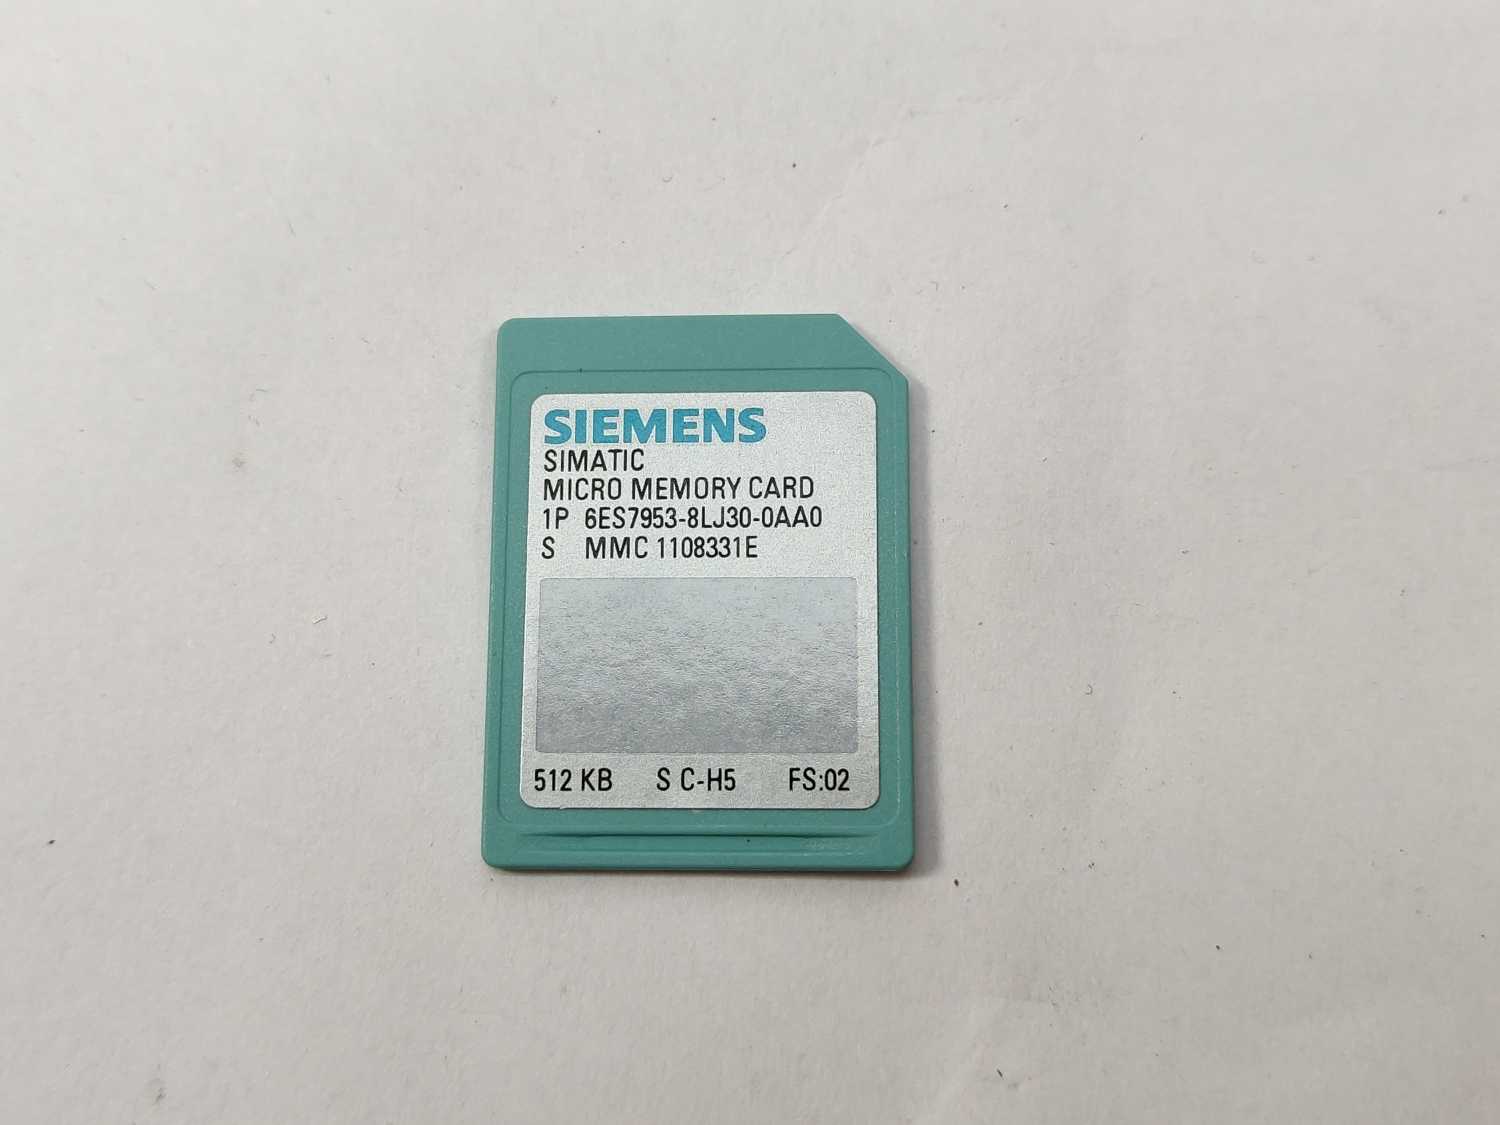 SIEMENS
SIMATIC
MICRO MEMORY CARD
1P 6ES7953-8LJ30-0AA0
S MMC 1108331E
512 KB S C-H5 FS:02